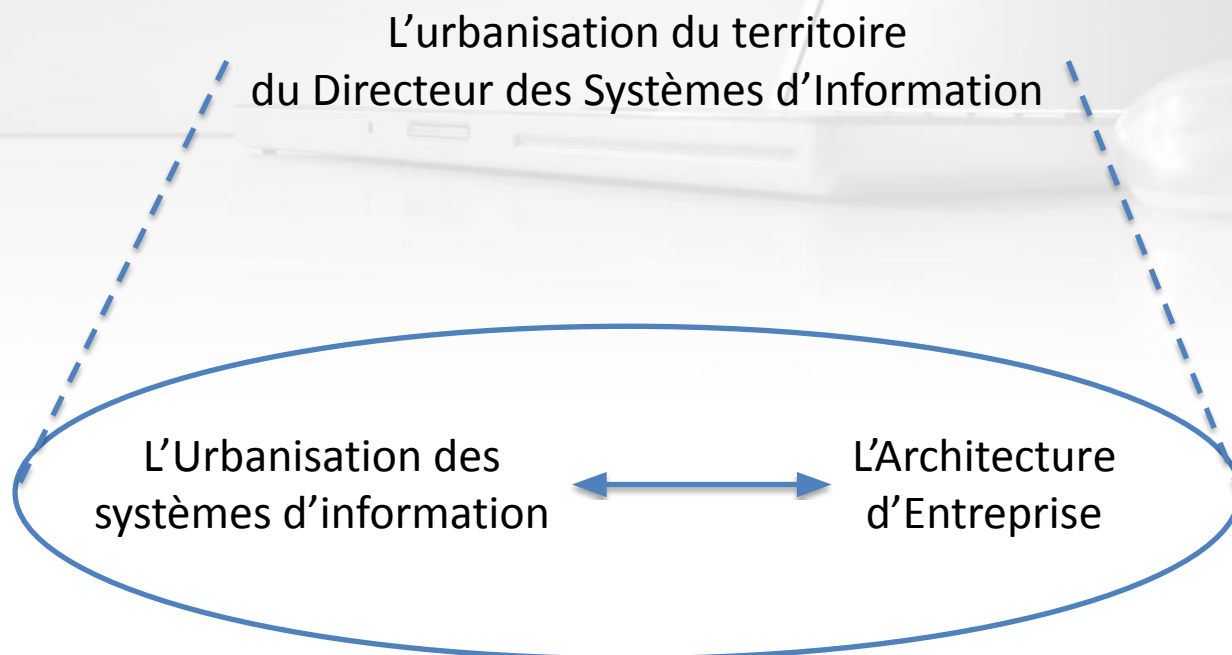 L’urbanisation du territoire
du Directeur des Systèmes d’Information
L’Urbanisation des
systèmes d’information
L’Architecture
d’Entreprise